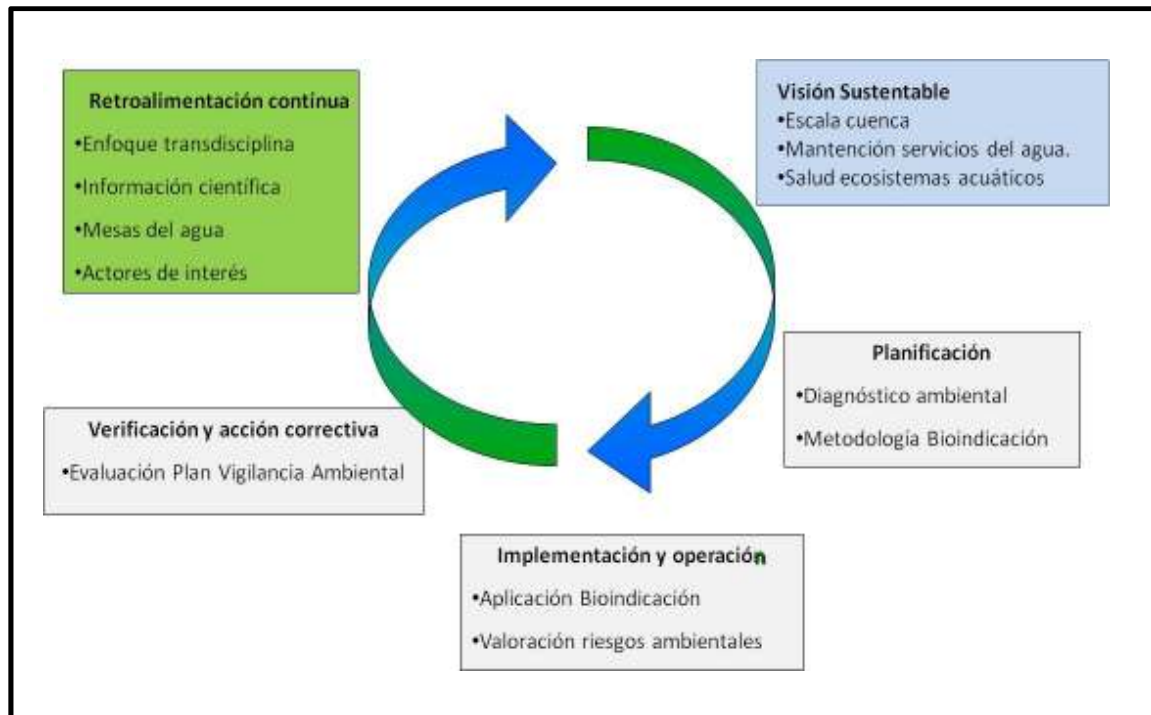 Retroalimentación continua
•Enfoque transdisciplina
•Información científica
•Mesas del agua
•Actores de interés
Visión Sustentable
•Escala cuenca
•Mantención servicios del agua.
•Salud ecosistemas acuáticos
Planificación
•Diagnóstico ambiental
•Metodología Bioindicación
Implementación y operación
•Aplicación Bioindicación
•Valoración riesgos ambientales
Verificación y acción correctiva
•Evaluación Plan Vigilancia Ambiental